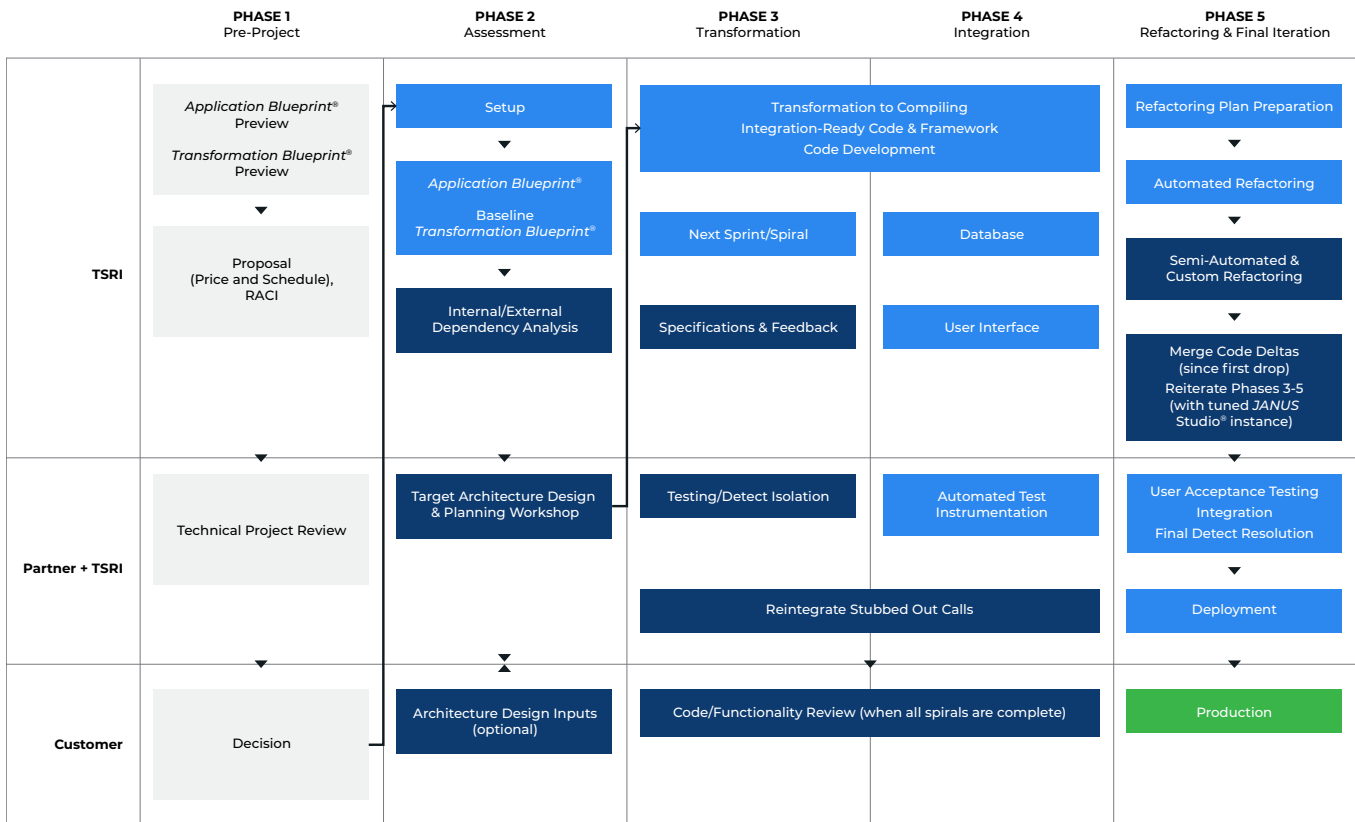 PHASE 1
Pre-Project
PHASE 2
Assessment
PHASE 3
Transformation
PHASE 4
Integration
PHASE 5
Refactoring & Final Iteration
TSRI
Application Blueprint®
Preview
Transformation Blueprint®
Preview
Proposal
(Price and Schedule),
RACI
Setup
Application Blueprint®
Baseline
Transformation Blueprint®
Internal/External
Dependency Analysis
Transformation to Compiling
Integration-Ready Code & Framework
Code Development
Next Sprint/Spiral
Database
Specifications & Feedback
User Interface
Refactoring Plan Preparation
Automated Refactoring
Semi-Automated &
Custom Refactoring
Merge Code Deltas
(since first drop)
Reiterate Phases 3-5
(with tuned JANUS
Studio® instance)
Partner + TSRI
Technical Project Review
Target Architecture Design
& Planning Workshop
Testing/Detect Isolation
Automated Test
Instrumentation
Reintegrate Stubbed Out Calls
User Acceptance Testing
Integration
Final Detect Resolution
Deployment
Customer
Decision
Architecture Design Inputs
(optional)
Code/Functionality Review (when all spirals are complete)
Production